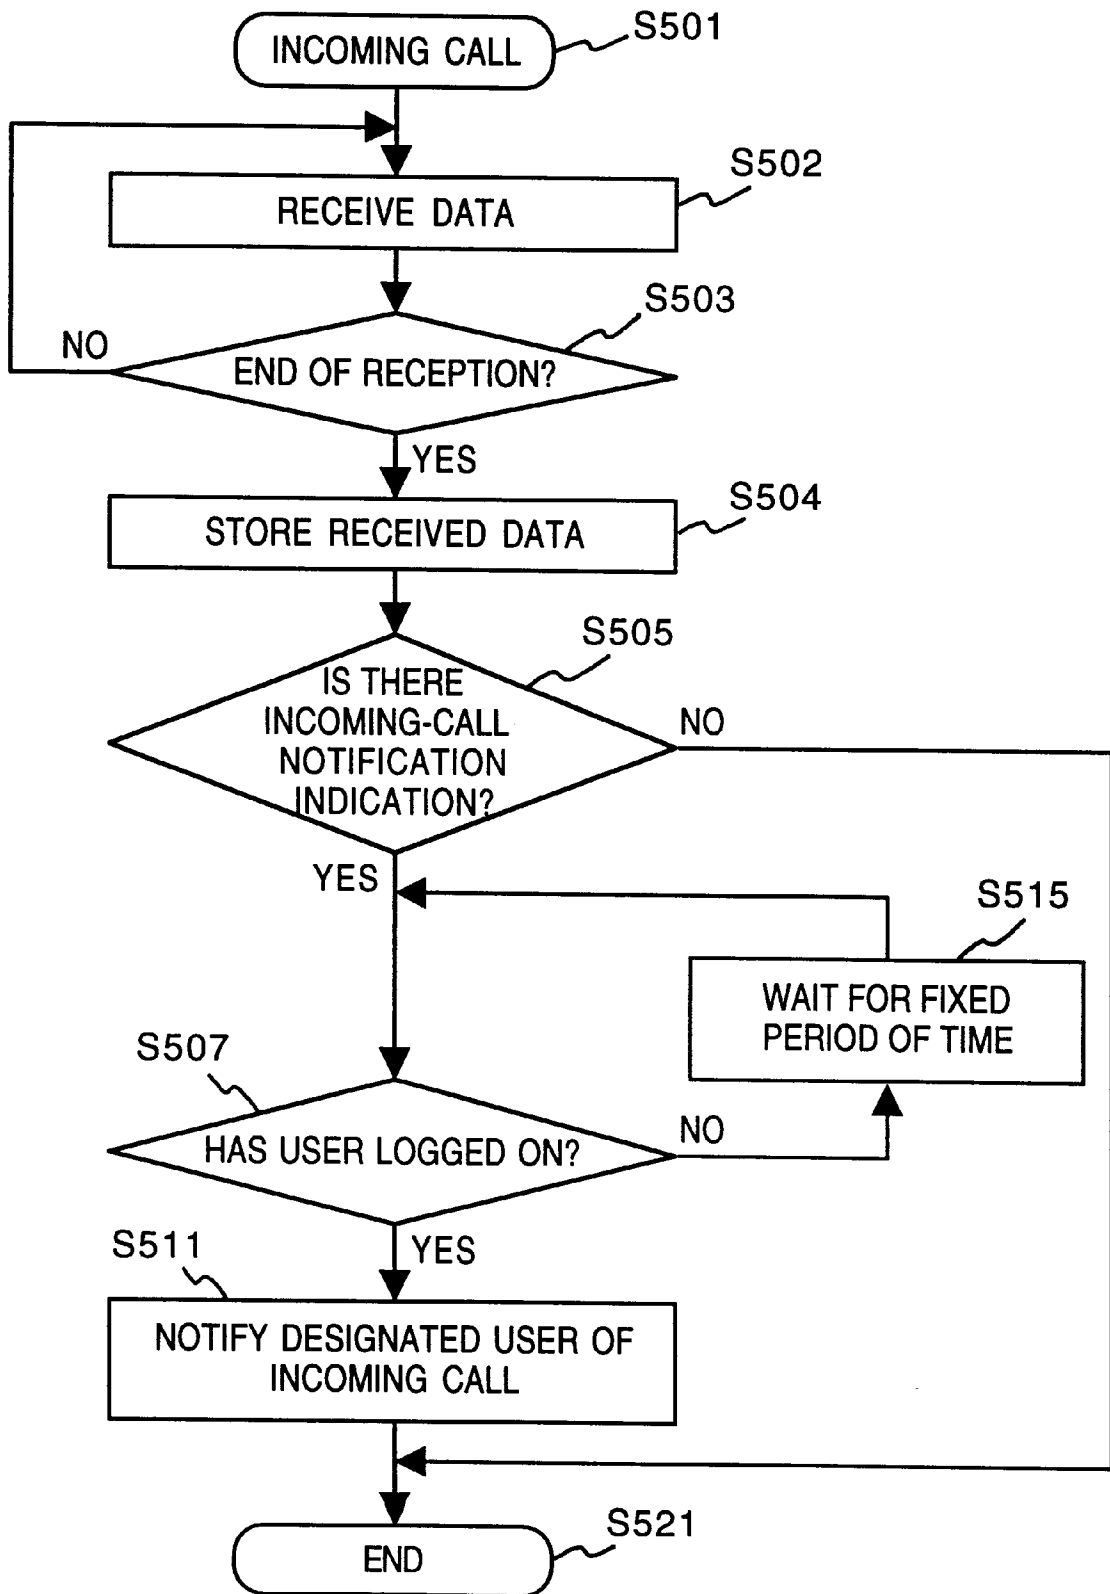 INCOMING CALL
S501
S502
RECEIVE DATA
S503
NO
END OF RECEPTION?
YES
S504
STORE RECEIVED DATA
S505
IS THERE
INCOMING-CALL
NOTIFICATION
INDICATION?
NO
YES
S515
WAIT FOR FIXED
PERIOD OF TIME
S507
HAS USER LOGGED ON?
NO
YES
S511
NOTIFY DESIGNATED USER OF
INCOMING CALL
S521
END